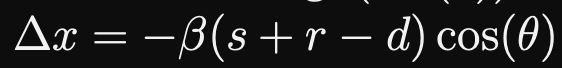 Δx = −β(s + r − d) cos(θ)